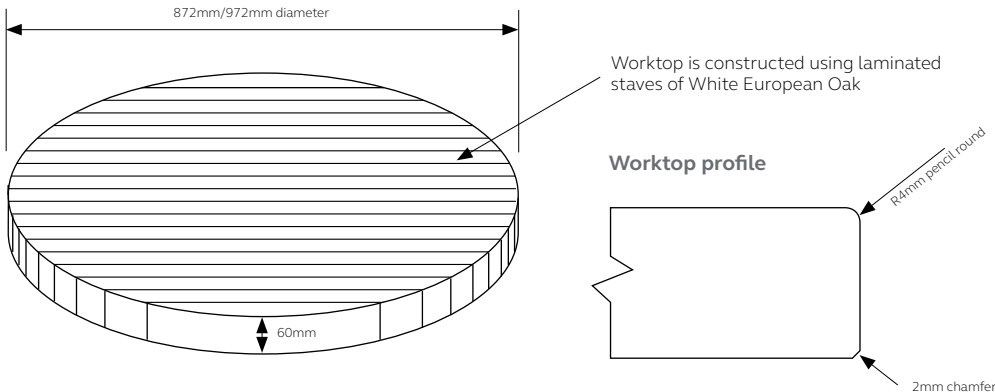 872mm/972mm diameter
Worktop is constructed using laminated
staves of White European Oak
Worktop profile
R4mm pencil round
60mm
2mm chamfer